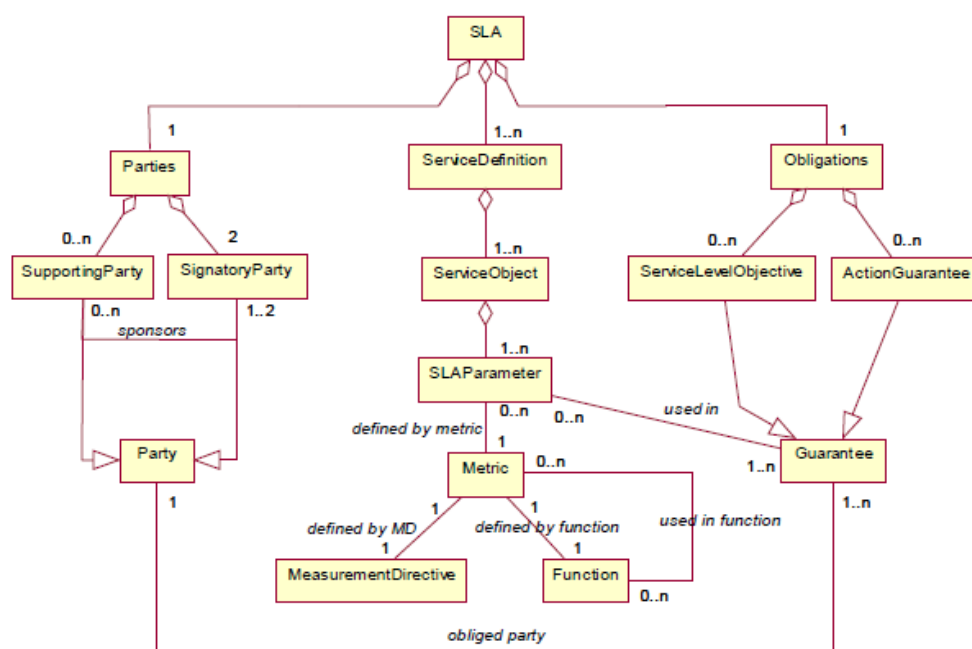 SLA
1
1..n
1
Parties
ServiceDefinition
Obligations
0..n
2
1..n
0..n
0..n
SupportingParty
SignatoryParty
ServiceObject
ServiceLevelObjective
ActionGuarantee
0..n
1..2
sponsors
1..n
SLAParameter
0..n
0..n
used in
defined by metric
1
Party
Metric
0..n
Guarantee
1..n
1
1..n
1
1
defined by MD
defined by function
used in function
1
1
MeasurementDirective
Function
0..n
obliged party